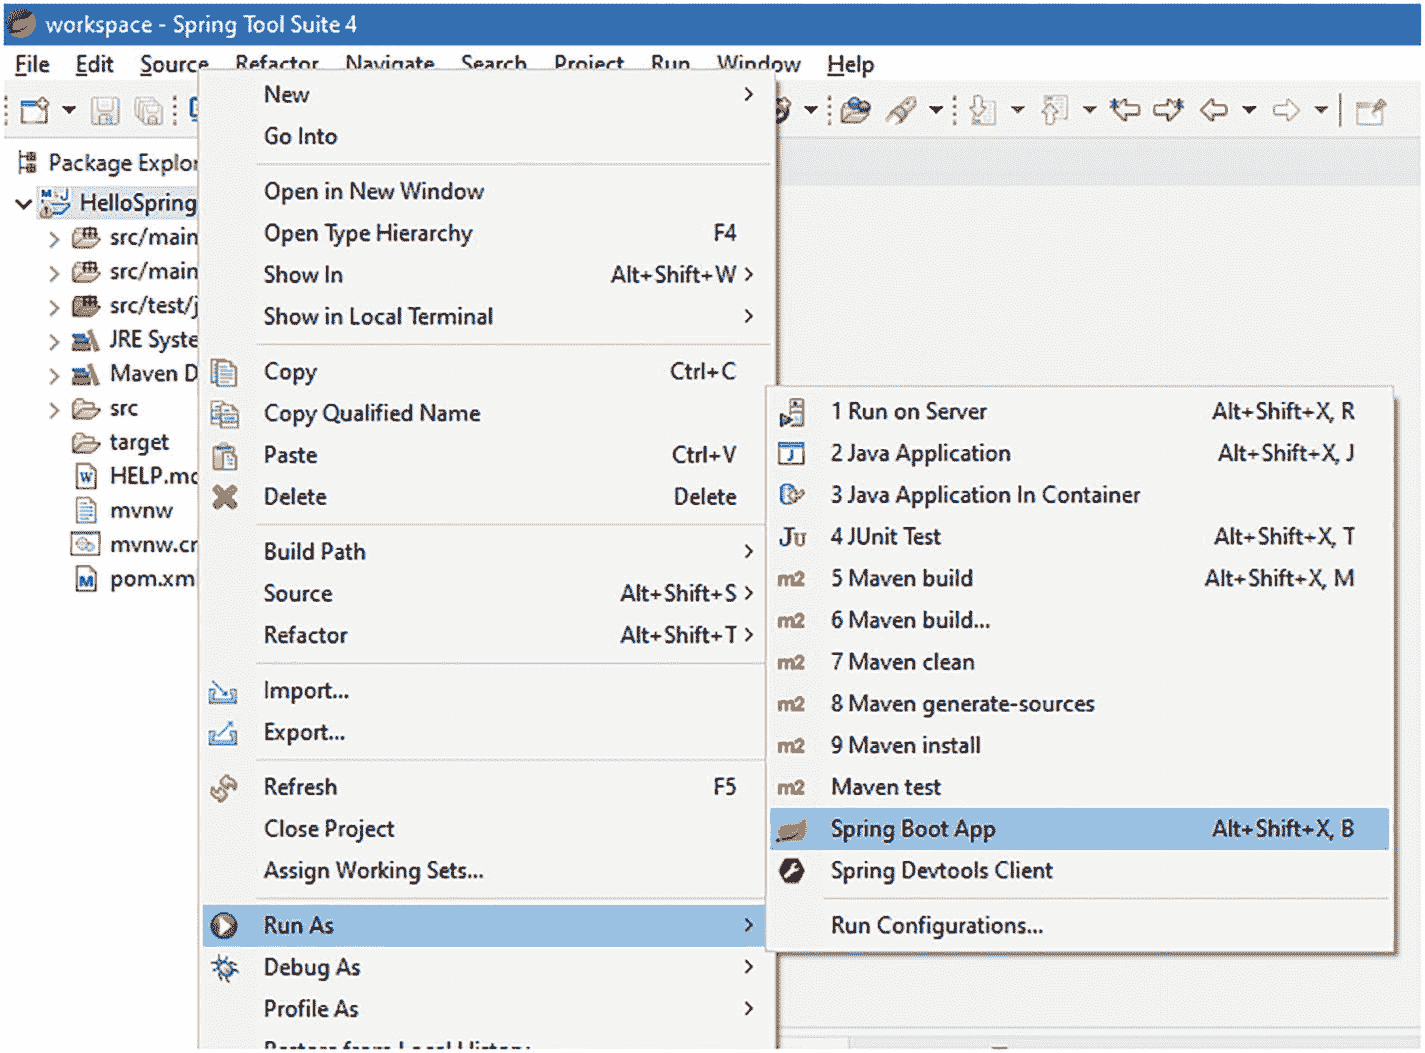 workspace - Spring Tool Suite 4
File Edit Source Refactor Navigate Search Project Run Window Help
Package Explor
HelloSpring
src/main
src/main
src/test/j
JRE Syste
Maven D
src
target
HELP.mc
mvnw
mvnw.cr
pom.xm
New
Go Into
Open in New Window
Open Type Hierarchy F4
Show In Alt+Shift+W
Show in Local Terminal
Copy Ctrl+C
Copy Qualified Name
Paste Ctrl+V
Delete Delete
Build Path
Source Alt+Shift+S
Refactor Alt+Shift+T
Import...
Export...
Refresh F5
Close Project
Assign Working Sets...
Run As
Debug As
Profile As
Restore from Local History
1 Run on Server Alt+Shift+X, R
2 Java Application Alt+Shift+X, J
3 Java Application In Container
4 JUnit Test Alt+Shift+X, T
5 Maven build Alt+Shift+X, M
6 Maven build...
7 Maven clean
8 Maven generate-sources
9 Maven install
Maven test
Spring Boot App Alt+Shift+X, B
Spring Devtools Client
Run Configurations...